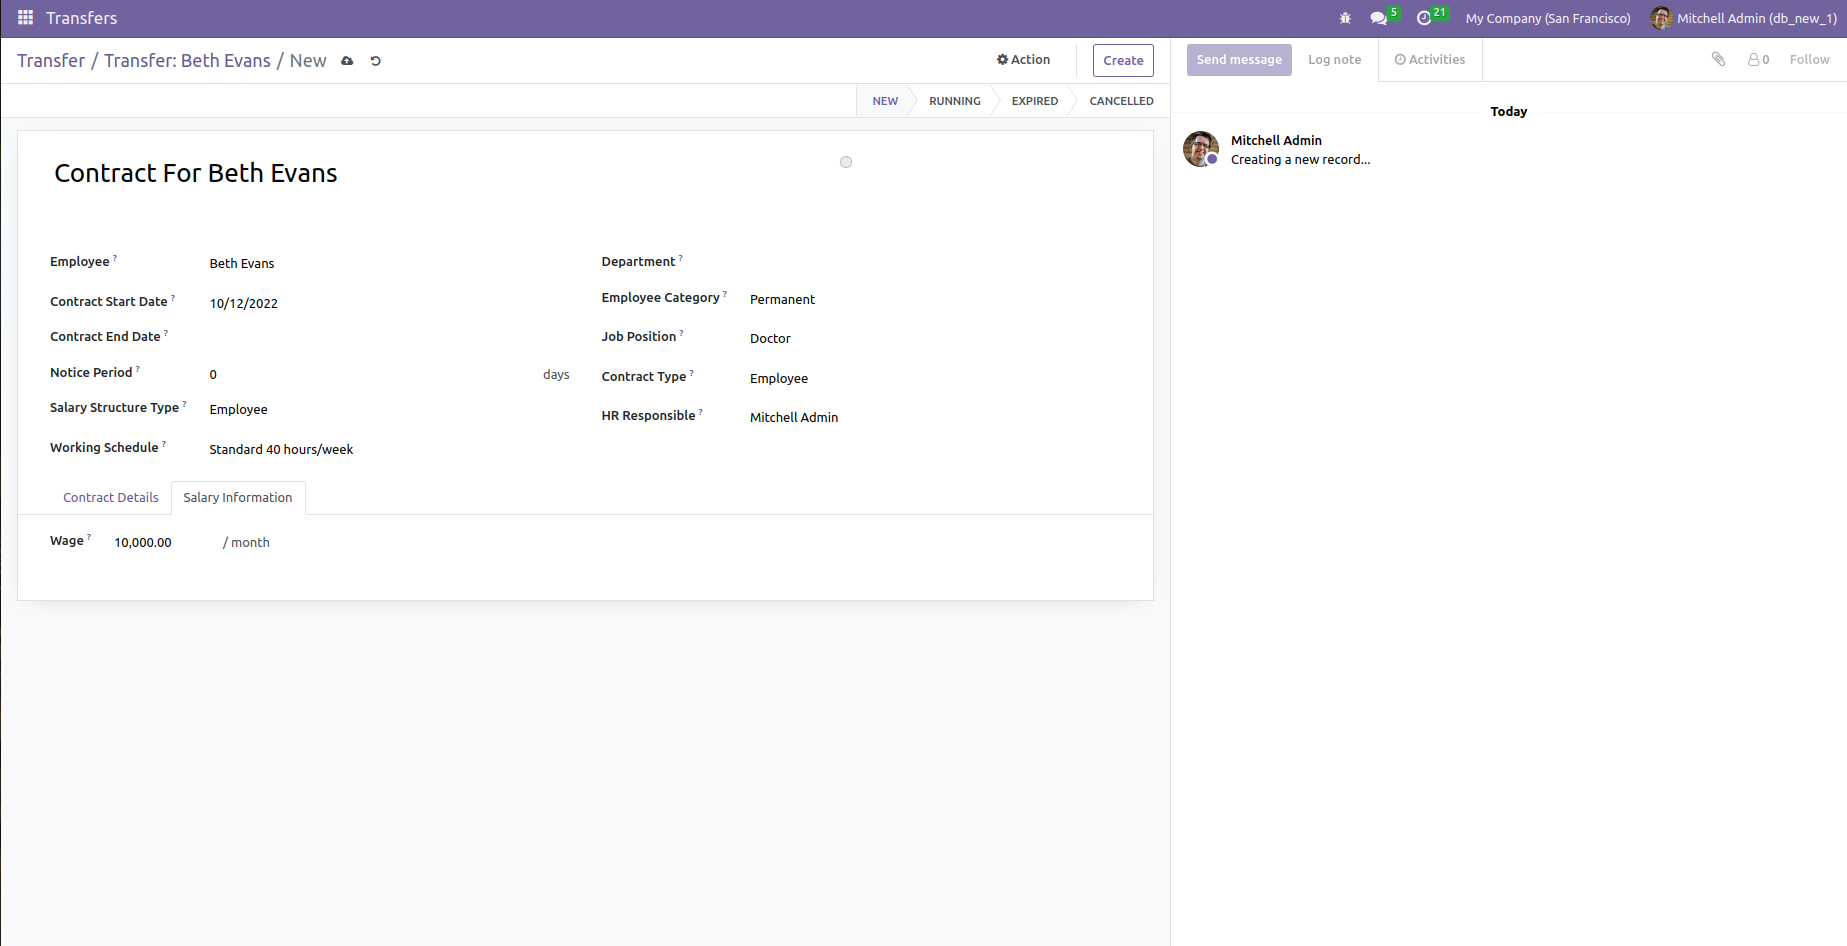 Transfers
5
21
My Company (San Francisco)
Mitchell Admin (db_new_1)
Transfer / Transfer: Beth Evans / New
Action
Create
Send message
Log note
Activities
0
Follow
NEW
RUNNING
EXPIRED
CANCELLED
Today
Mitchell Admin
Creating a new record...
Contract For Beth Evans
Employee ?
Beth Evans
Contract Start Date ?
10/12/2022
Contract End Date ?
Notice Period ?
0
days
Salary Structure Type ?
Employee
Working Schedule ?
Standard 40 hours/week
Department ?
Employee Category ?
Permanent
Job Position ?
Doctor
Contract Type ?
Employee
HR Responsible ?
Mitchell Admin
Contract Details
Salary Information
Wage ?
10,000.00
/ month